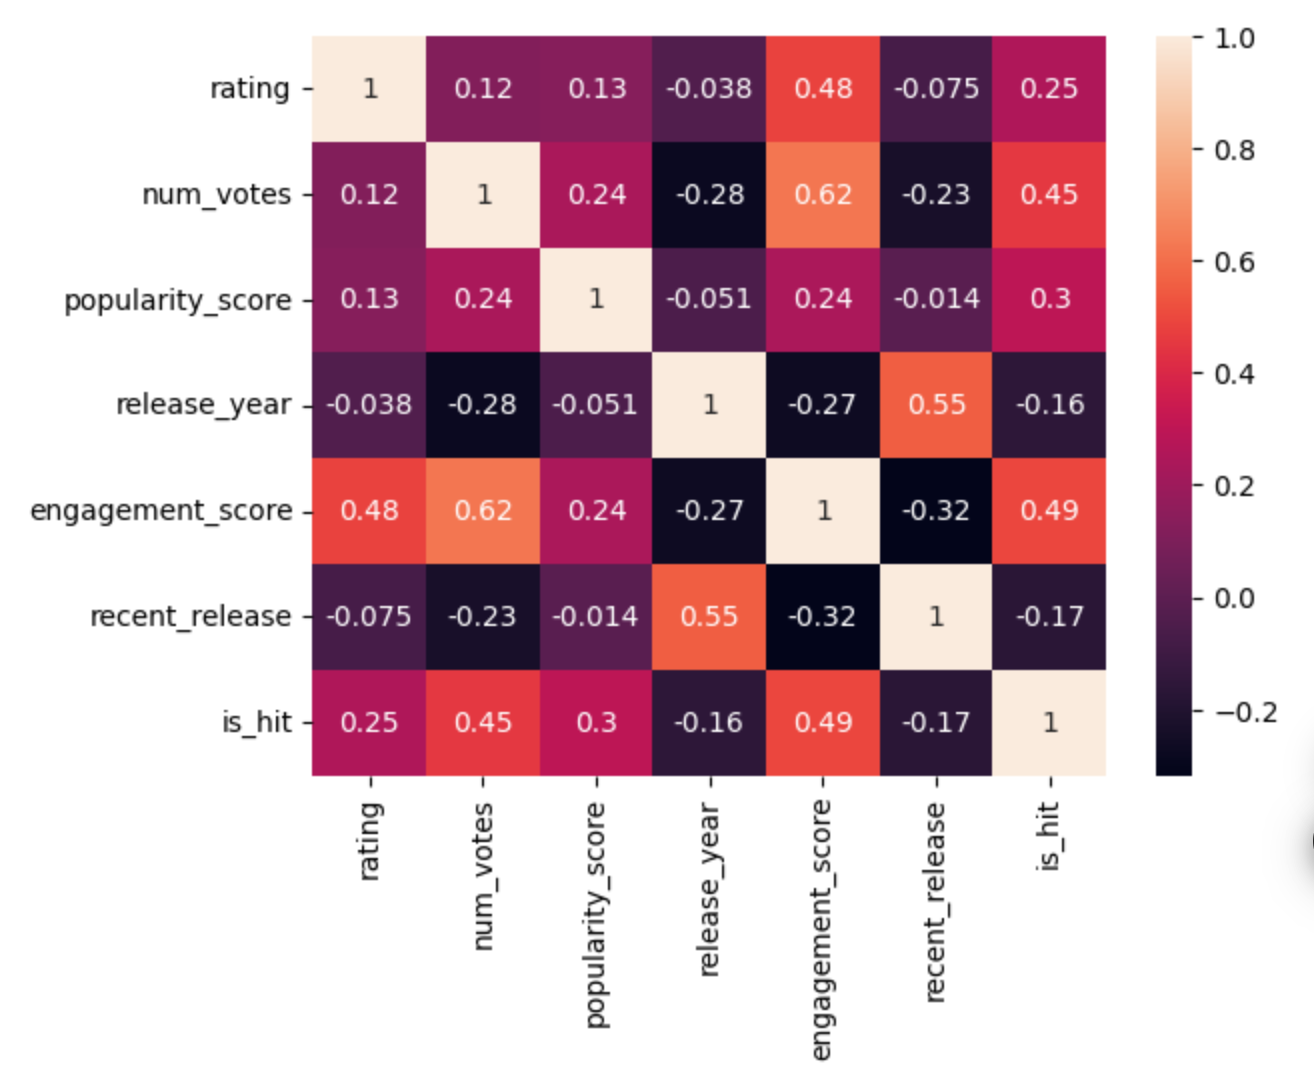 rating 1 0.12 0.13 -0.038 0.48 -0.075 0.25
num_votes 0.12 1 0.24 -0.28 0.62 -0.23 0.45
popularity_score 0.13 0.24 1 -0.051 0.24 -0.014 0.3
release_year -0.038 -0.28 -0.051 1 -0.27 0.55 -0.16
engagement_score 0.48 0.62 0.24 -0.27 1 -0.32 0.49
recent_release -0.075 -0.23 -0.014 0.55 -0.32 1 -0.17
is_hit 0.25 0.45 0.3 -0.16 0.49 -0.17 1
rating
num_votes
popularity_score
release_year
engagement_score
recent_release
is_hit
1.0
0.8
0.6
0.4
0.2
0.0
−0.2